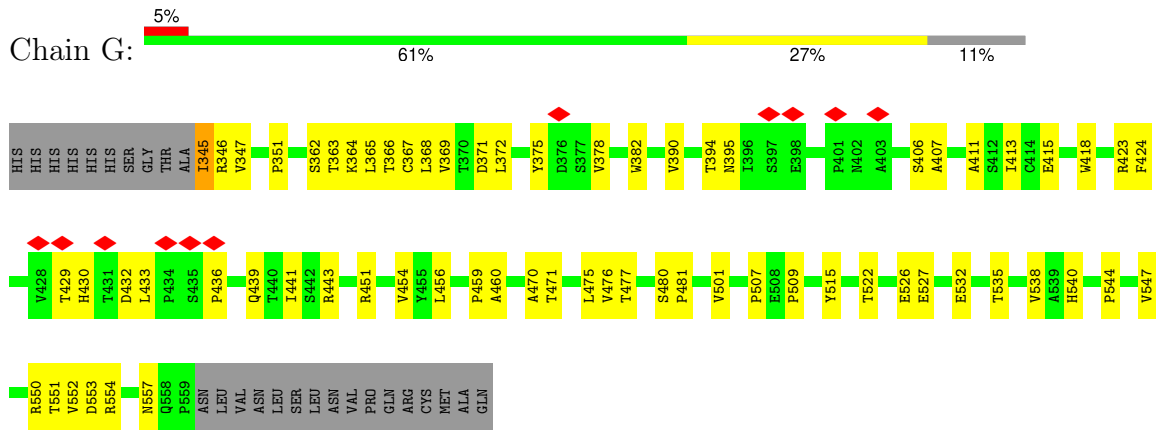 5%
Chain G:
61% 27% 11%
HIS HIS HIS HIS HIS HIS SER GLY THR ALA I345 R346 V347 P351 S362 T363 K364 L365 T366 C367 L368 V369 T370 D371 L372 Y375 D376 S377 V378 W382 V390 T394 N395 I396 S397 E398 P401 N402 A403 S406 A407 A411 S412 I413 C414 E415 W418 R423 F424
V428 T429 H430 T431 D432 L433 P434 S435 P436 Q439 T440 I441 S442 R443 R451 V454 Y455 L456 P459 A460 A470 T471 L475 V476 T477 S480 P481 V501 P507 E508 P509 Y515 T522 E526 E527 E532 T535 V538 A539 H540 P544 V547
R550 T551 V552 D553 R554 N557 Q558 P559 ASN LEU VAL ASN LEU SER LEU ASN VAL PRO GLN ARG CYS MET ALA GLN